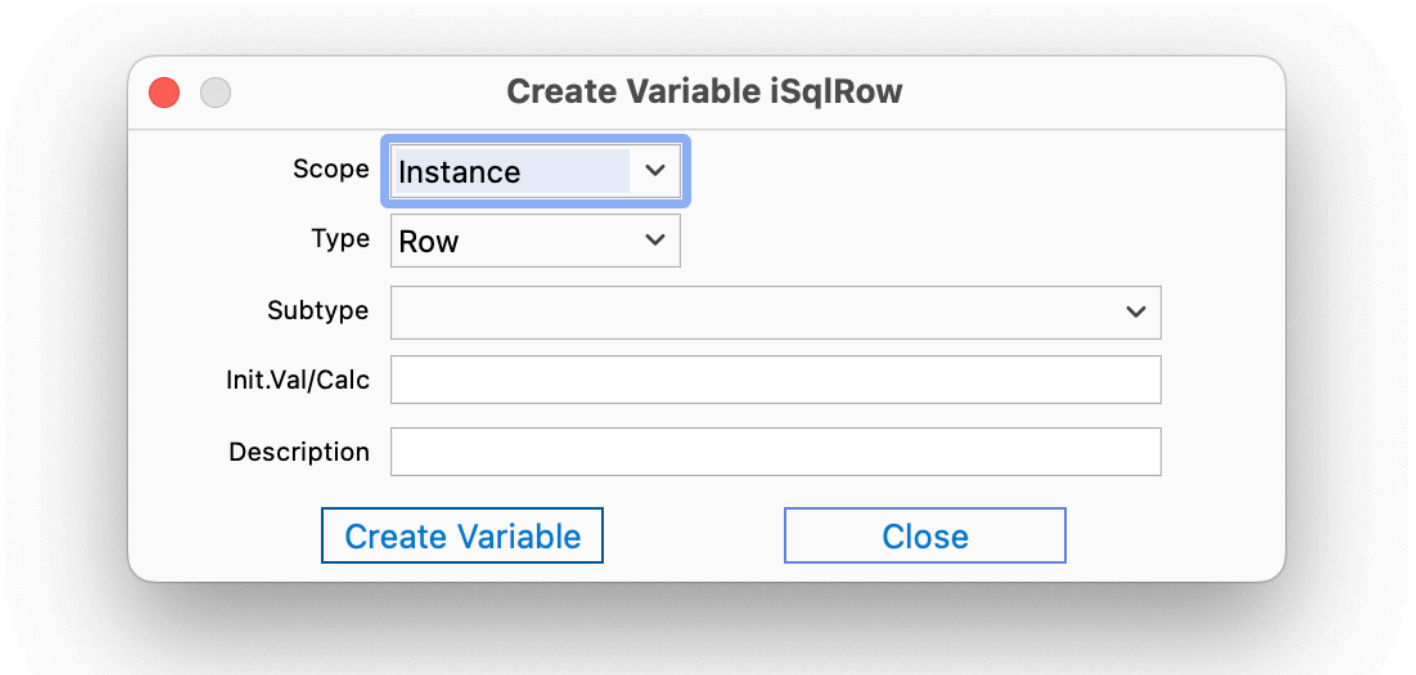 Create Variable iSqlRow
Scope Instance
Type Row
Subtype
Init.Val/Calc
Description
Create Variable Close